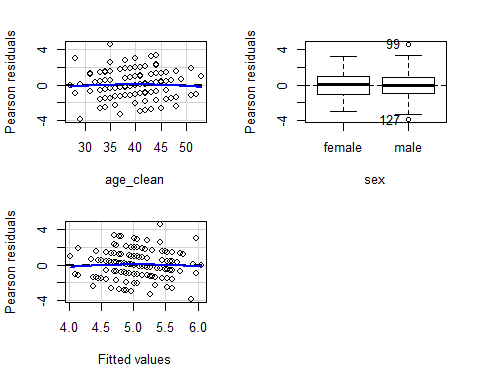 Pearson residuals
4
0
-4
30 35 40 45 50
age_clean
Pearson residuals
4
0
-4
99
127
female male
sex
Pearson residuals
4
0
-4
4.0 4.5 5.0 5.5 6.0
Fitted values